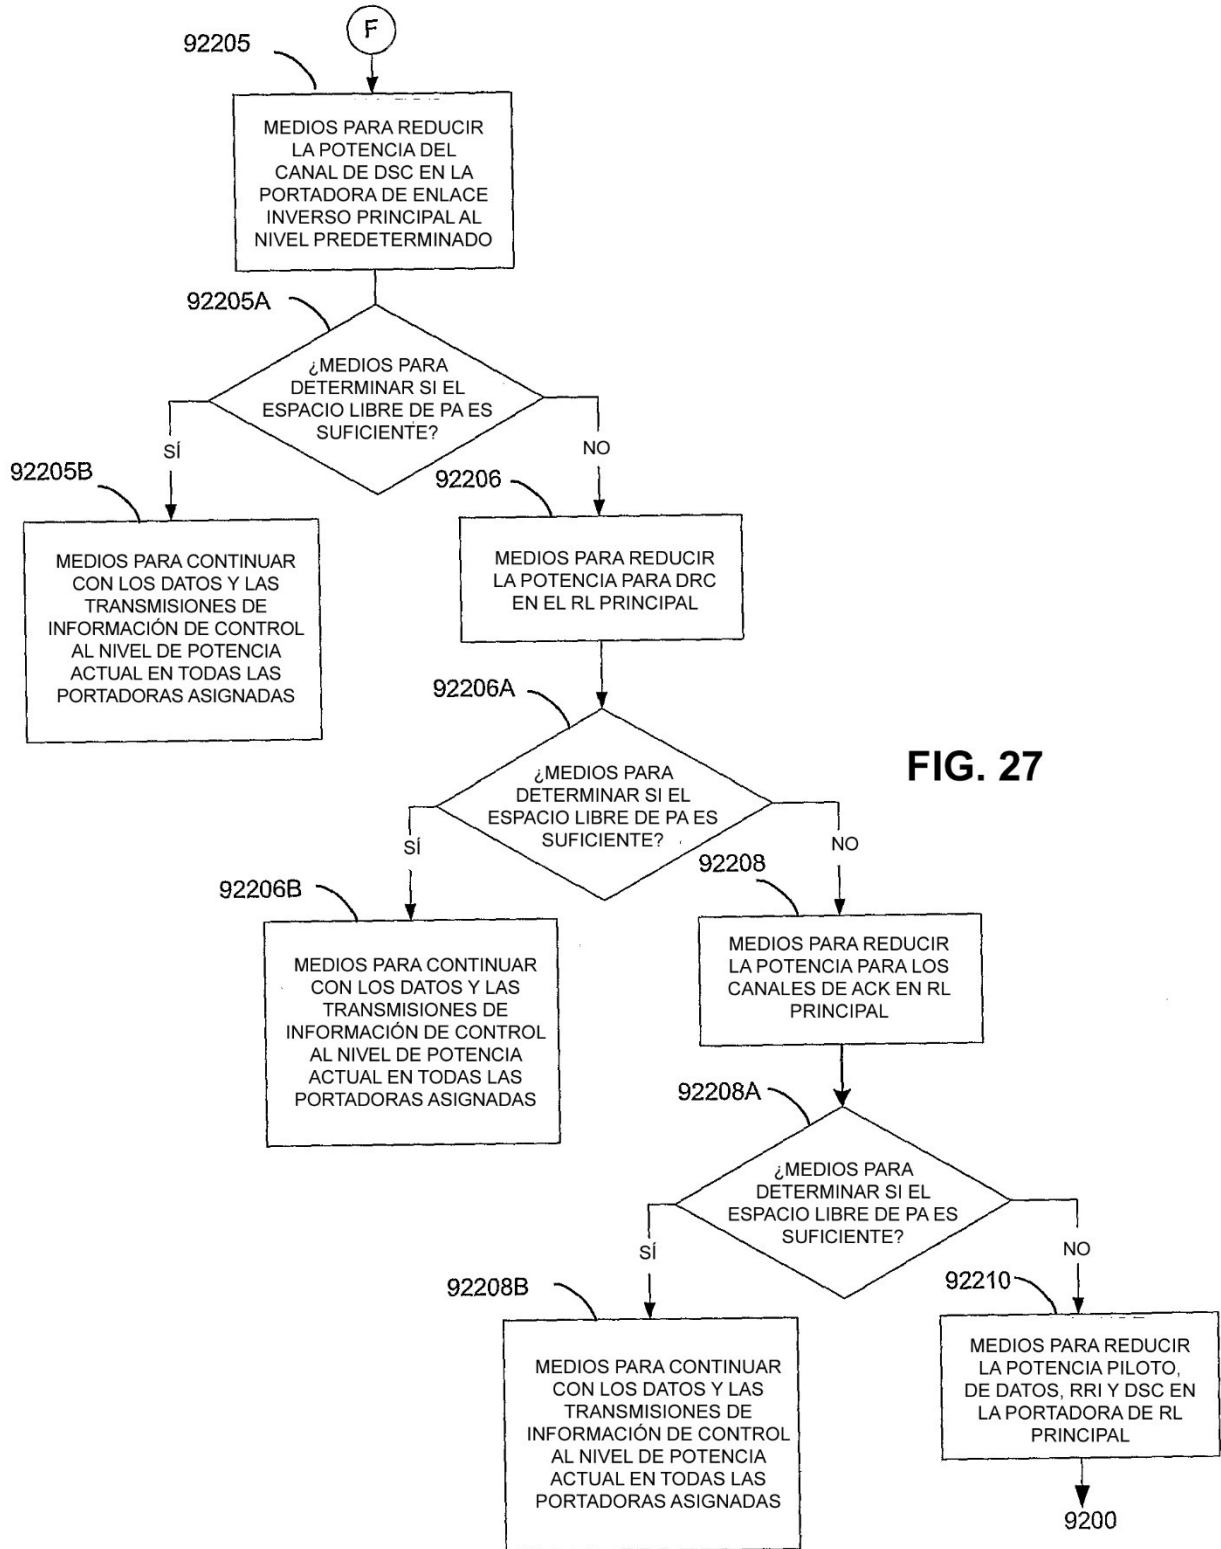 F
92205
MEDIOS PARA REDUCIR
LA POTENCIA DEL
CANAL DE DSC EN LA
PORTADORA DE ENLACE
INVERSO PRINCIPAL AL
NIVEL PREDETERMINADO
92205A
¿MEDIOS PARA
DETERMINAR SI EL
ESPACIO LIBRE DE PA ES
SUFICIENTE?
SÍ
NO
92205B
MEDIOS PARA CONTINUAR
CON LOS DATOS Y LAS
TRANSMISIONES DE
INFORMACIÓN DE CONTROL
AL NIVEL DE POTENCIA
ACTUAL EN TODAS LAS
PORTADORAS ASIGNADAS
92206
MEDIOS PARA REDUCIR
LA POTENCIA PARA DRC
EN EL RL PRINCIPAL
92206A
¿MEDIOS PARA
DETERMINAR SI EL
ESPACIO LIBRE DE PA ES
SUFICIENTE?
FIG. 27
SÍ
NO
92206B
MEDIOS PARA CONTINUAR
CON LOS DATOS Y LAS
TRANSMISIONES DE
INFORMACIÓN DE CONTROL
AL NIVEL DE POTENCIA
ACTUAL EN TODAS LAS
PORTADORAS ASIGNADAS
92208
MEDIOS PARA REDUCIR
LA POTENCIA PARA LOS
CANALES DE ACK EN RL
PRINCIPAL
92208A
¿MEDIOS PARA
DETERMINAR SI EL
ESPACIO LIBRE DE PA ES
SUFICIENTE?
SÍ
NO
92208B
MEDIOS PARA CONTINUAR
CON LOS DATOS Y LAS
TRANSMISIONES DE
INFORMACIÓN DE CONTROL
AL NIVEL DE POTENCIA
ACTUAL EN TODAS LAS
PORTADORAS ASIGNADAS
92210
MEDIOS PARA REDUCIR
LA POTENCIA PILOTO,
DE DATOS, RRI Y DSC EN
LA PORTADORA DE RL
PRINCIPAL
9200